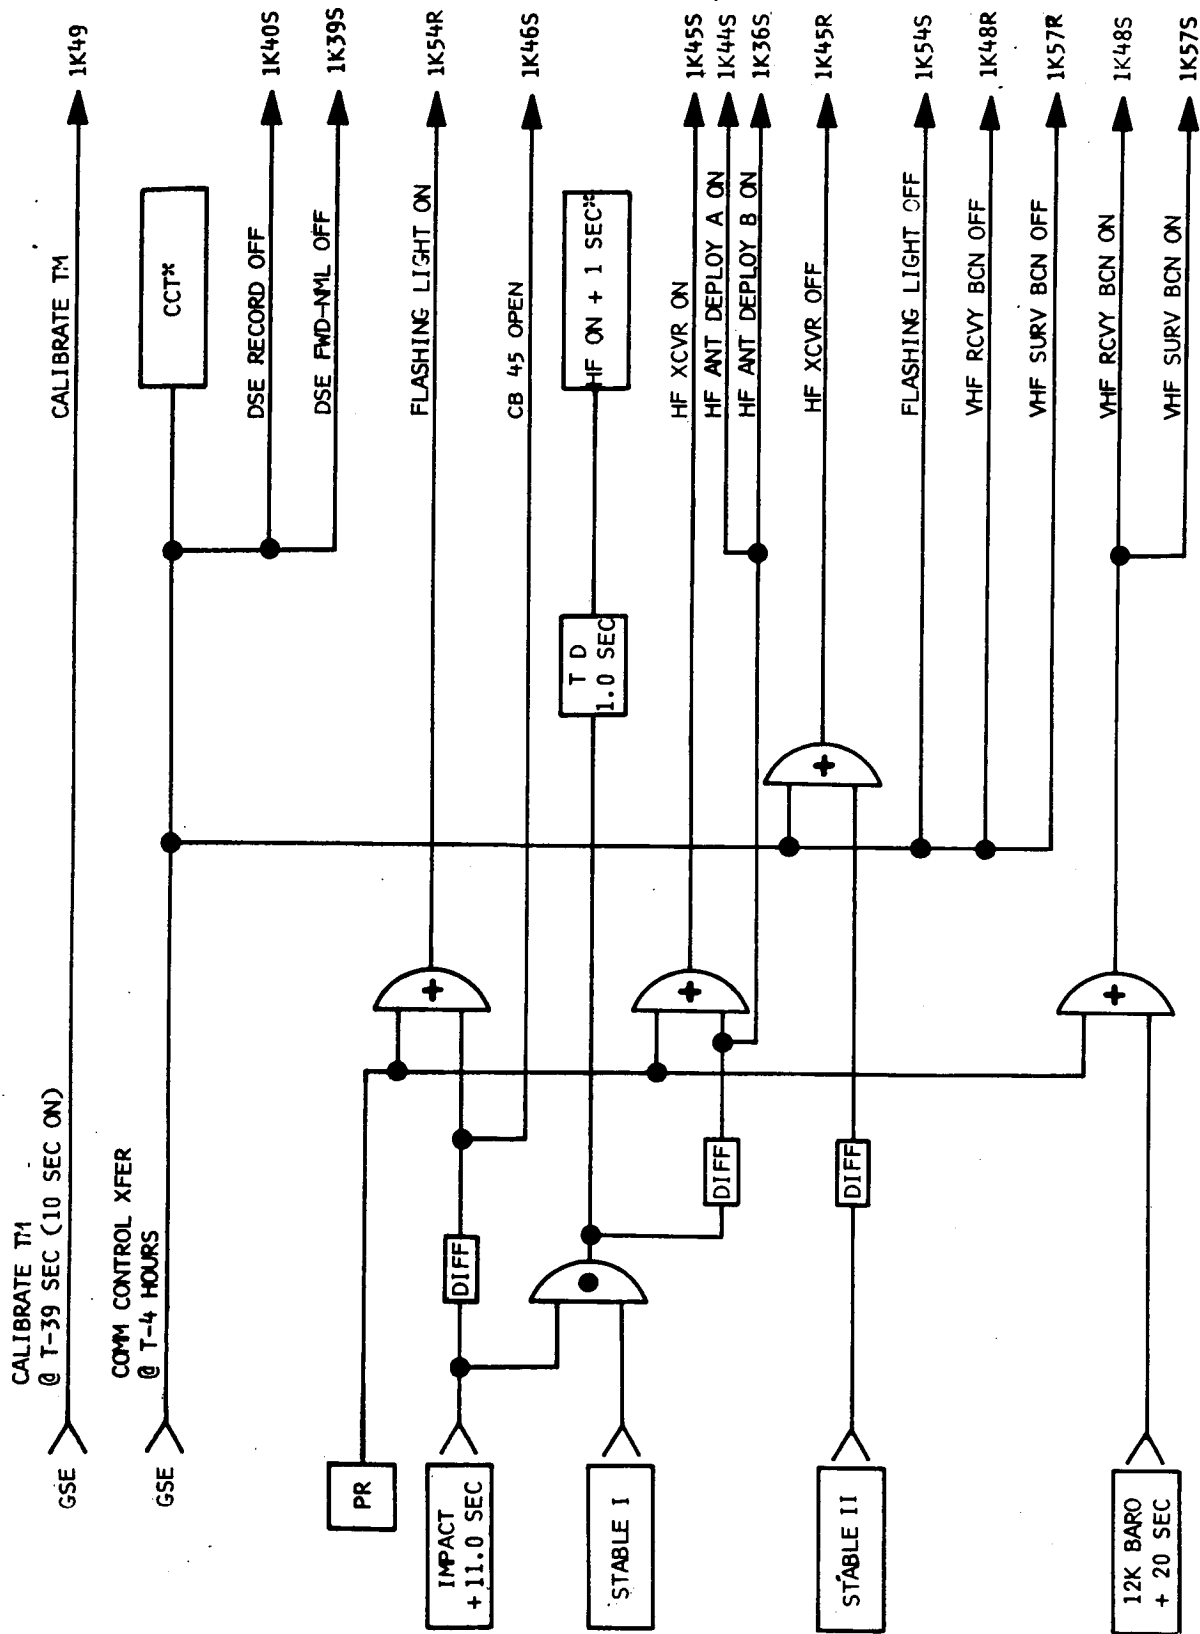 CALIBRATE TM
@ T-39 SEC (10 SEC ON)
GSE
CALIBRATE TM
1K49
COMM CONTROL XFER
@ T-4 HOURS
GSE
CCT*
DSE RECORD OFF
1K40S
DSE FWD-NML OFF
1K39S
PR
+
FLASHING LIGHT ON
1K54R
IMPACT
+11.0 SEC
DIFF
CB 45 OPEN
1K46S
T D
1.0 SEC
HF ON + 1 SEC*
STABLE I
DIFF
+
HF XCVR ON
1K45S
HF ANT DEPLOY A ON
1K44S
HF ANT DEPLOY B ON
1K36S
STABLE II
DIFF
+
HF XCVR OFF
1K45R
FLASHING LIGHT OFF
1K54S
VHF RCVY BCN OFF
1K48R
VHF SURV BCN OFF
1K57R
12K BARO
+ 20 SEC
+
VHF RCVY BCN ON
1K48S
VHF SURV BCN ON
1K57S